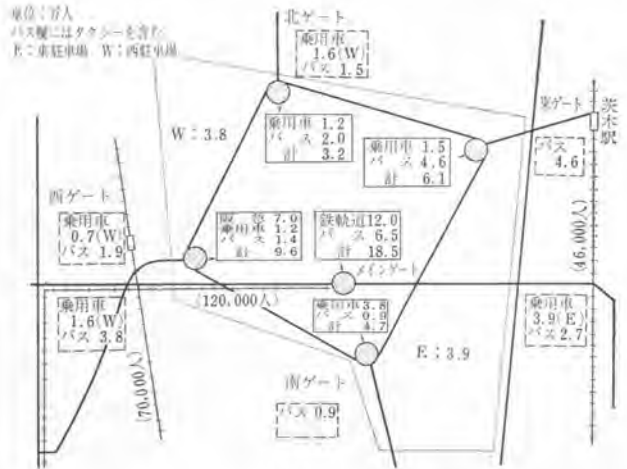 単位：万人
バス欄にはタクシーを含む
E：東駐車場　W：西駐車場
北ゲート
乗用車
1.6(W)
バス 1.5
W：3.8
乗用車 1.2
バス 2.0
計 3.2
乗用車 1.5
バス 4.6
計 6.1
東ゲート
茨木駅
バス
4.6
西ゲート
乗用車
0.7(W)
バス 1.9
阪急 7.0
乗用車 1.2
バス 1.4
計 9.6
鉄軌道 12.0
バス 6.5
計 18.5
メインゲート
(46,000人)
乗用車
1.6(W)
バス 3.8
(120,000人)
乗用車 3.8
バス 0.9
計 4.7
乗用車
3.9(E)
バス 2.7
(70,000人)
南ゲート
バス 0.9
E：3.9